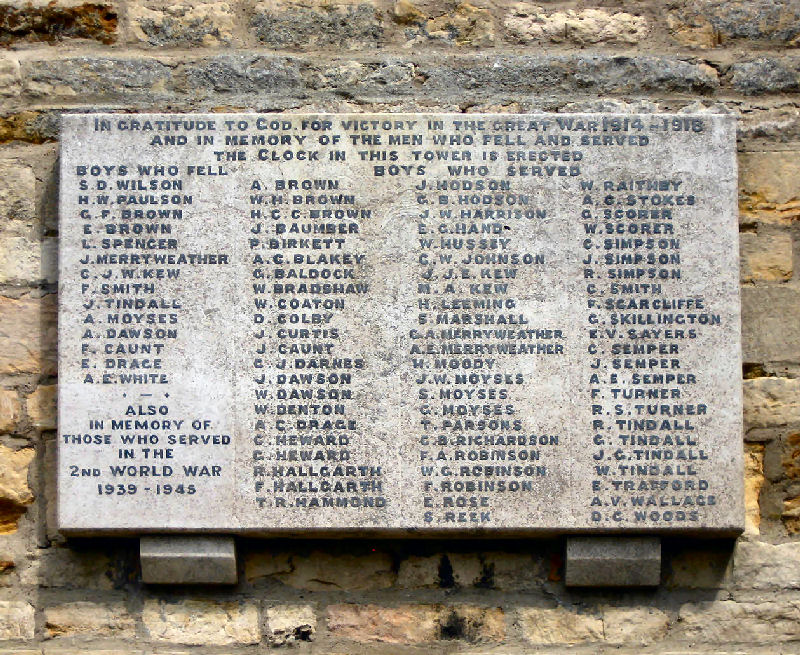 IN GRATITUDE TO GOD. FOR VICTORY IN THE GREAT WAR 1914 - 1918
AND IN MEMORY OF THE MEN WHO FELL AND SERVED
THE CLOCK IN THIS TOWER IS ERECTED
BOYS WHO FELL
S.D. WILSON
H.W. PAULSON
G.F. BROWN
E. BROWN
L. SPENCER
J. MERRYWEATHER
C.J.W. KEW
F. SMITH
J. TINDALL
A. MOYSES
A. DAWSON
F. GAUNT
E. DRAGE
A.E. WHITE
ALSO
IN MEMORY OF
THOSE WHO SERVED
IN THE
2ND WORLD WAR
1939 - 1945
BOYS WHO SERVED
A. BROWN
W.H. BROWN
H.C.C. BROWN
J. BAUMBER
P. BIRKETT
A.C. BLAKEY
G. BALDOCK
W. BRADSHAW
W. COATON
D. COLBY
J. CURTIS
J. GAUNT
C.J. DARNES
J. DAWSON
W. DAWSON
W. DENTON
A.C. DRAGE
C. HEWARD
G. HEWARD
R. HALLGARTH
F. HALLGARTH
T.R. HAMMOND
J. HODSON
G.B. HODSON
J.W. HARRISON
E.G. HAND
W. HUSSEY
C.W. JOHNSON
J.J.E. KEW
M.A. KEW
H. LEEMING
S. MARSHALL
G.A. MERRYWEATHER
A.E. MERRYWEATHER
W. MOODY
J.W. MOYSES
S. MOYSES
G. MOYSES
T. PARSONS
C.B. RICHARDSON
F.A. ROBINSON
W.G. ROBINSON
F. ROBINSON
E. ROSE
S. REEK
W. RAITHBY
A.G. STOKES
G. SCORER
W. SCORER
C. SIMPSON
J. SIMPSON
R. SIMPSON
C. SMITH
F. SCARCLIFFE
G. SKILLINGTON
E.V. SAYERS
C. SEMPER
J. SEMPER
A.E. SEMPER
F. TURNER
R.S. TURNER
R. TINDALL
G. TINDALL
J.G. TINDALL
W. TINDALL
E. TRAFFORD
A.V. WALLACE
D.C. WOODS